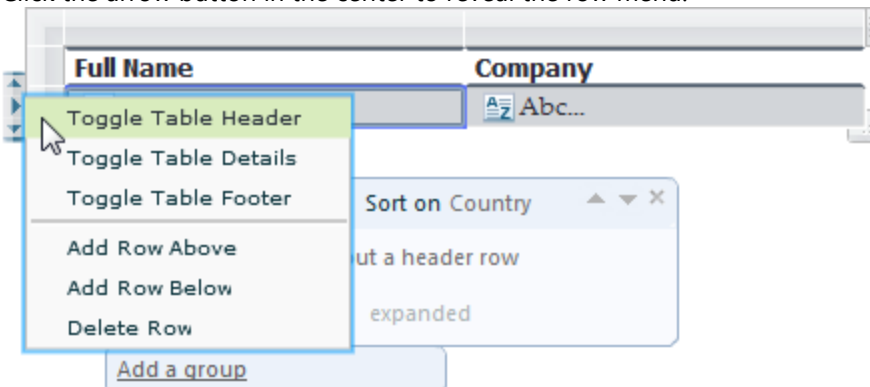 Click the arrow button in the center to reveal the row menu.
Full Name Company
Abc...
Toggle Table Header
Toggle Table Details
Toggle Table Footer
Sort on Country
Add Row Above
out a header row
Add Row Below
expanded
Delete Row
Add a group